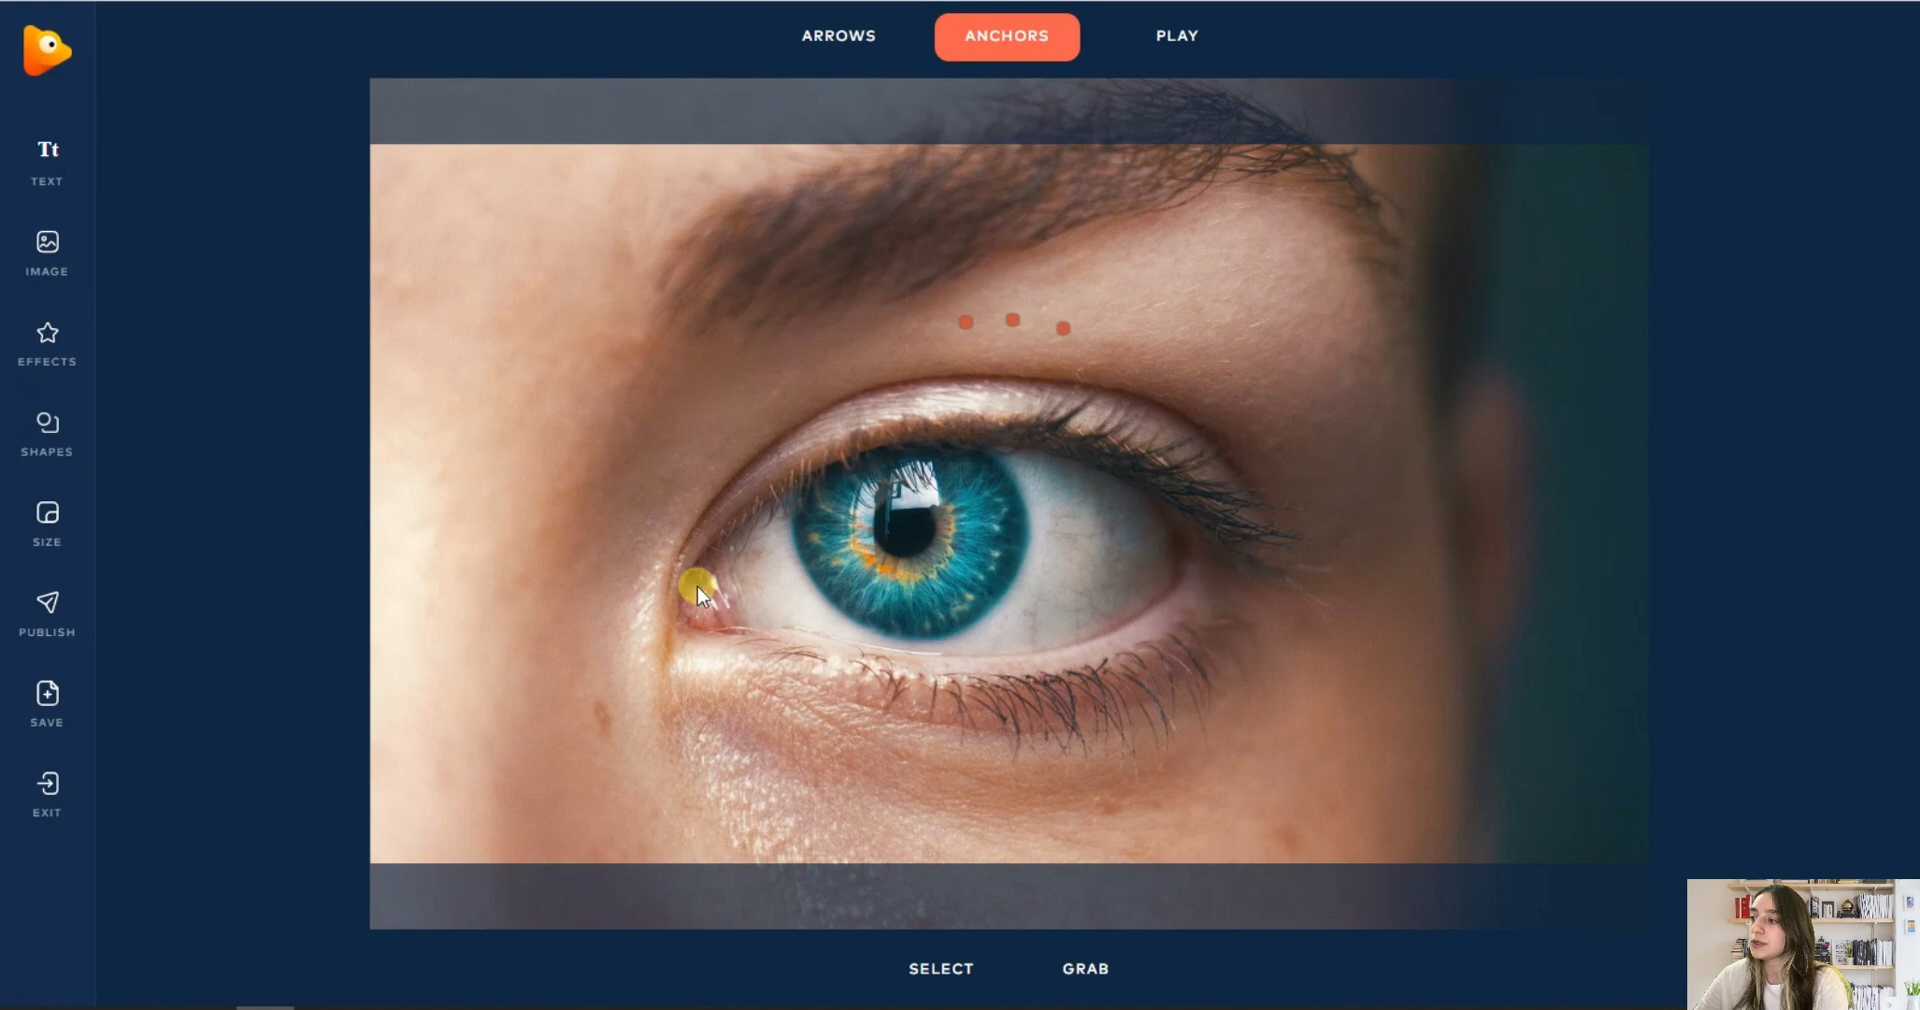 ARROWS
ANCHORS
PLAY
Tt
TEXT
IMAGE
EFFECTS
SHAPES
SIZE
PUBLISH
SAVE
EXIT
SELECT
GRAB